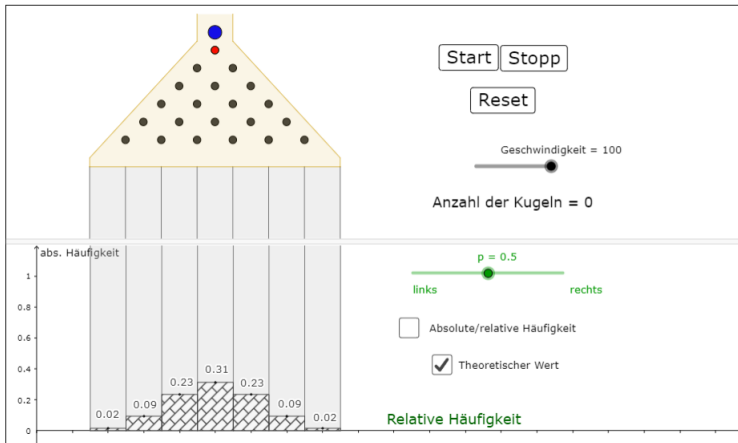 Start Stopp
Reset
Geschwindigkeit = 100
Anzahl der Kugeln = 0
abs. Häufigkeit
p = 0.5
links rechts
Absolute/relative Häufigkeit
Theoretischer Wert
Relative Häufigkeit
1
0.8
0.6
0.4
0.2
0
0.02 0.09 0.23 0.31 0.23 0.09 0.02